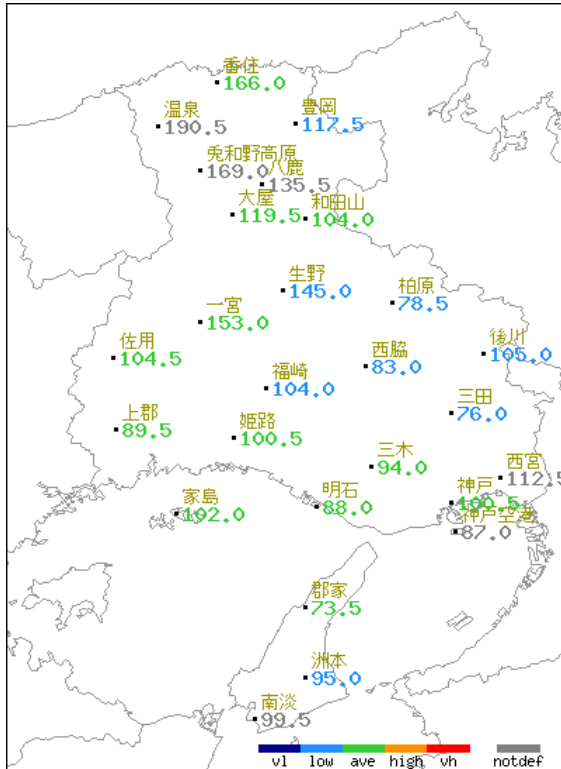 香住
166.0
温泉
190.5
豊岡
117.5
兎和野高原
169.0
八鹿
135.5
大屋
119.5
和田山
104.0
生野
145.0
柏原
78.5
一宮
153.0
佐用
104.5
西脇
83.0
後川
105.0
福崎
104.0
三田
76.0
上郡
89.5
姫路
100.5
三木
94.0
西宮
112.5
家島
102.0
明石
88.0
神戸
100.5
神戸空港
87.0
郡家
73.5
洲本
95.0
南淡
99.5
vl low ave high vh notdef